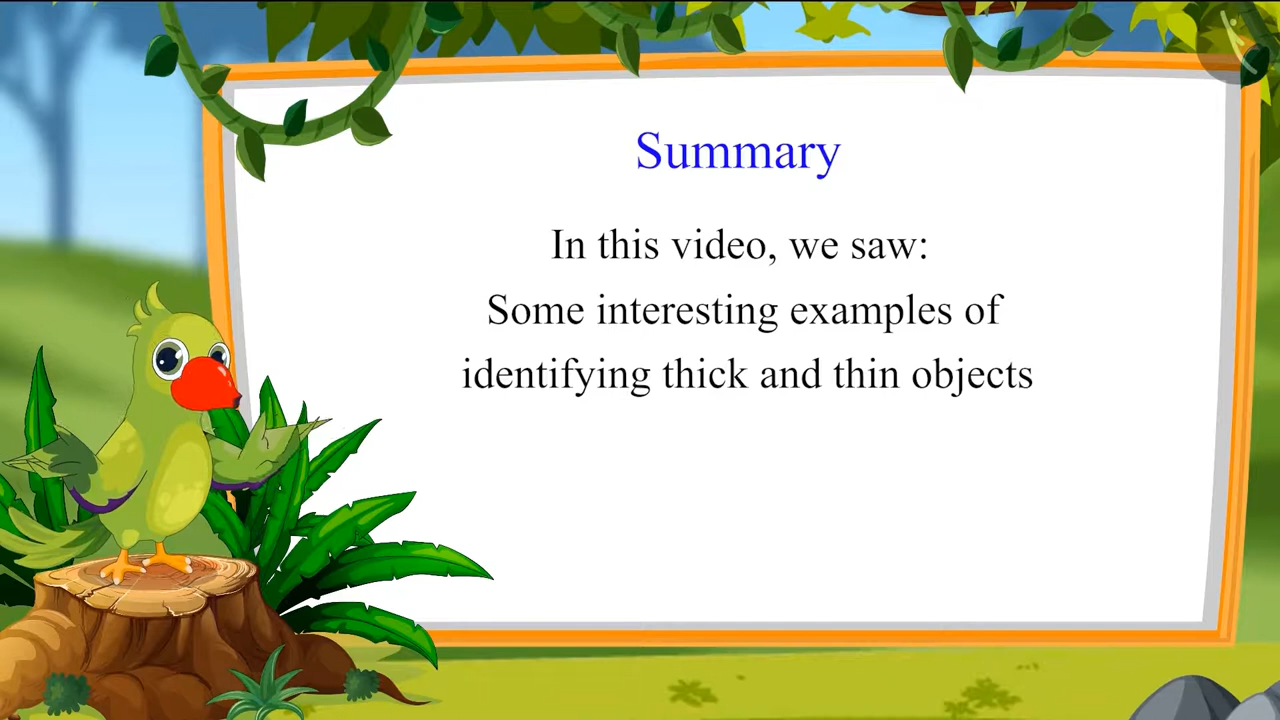 Summary
In this video, we saw:
Some interesting examples of
identifying thick and thin objects